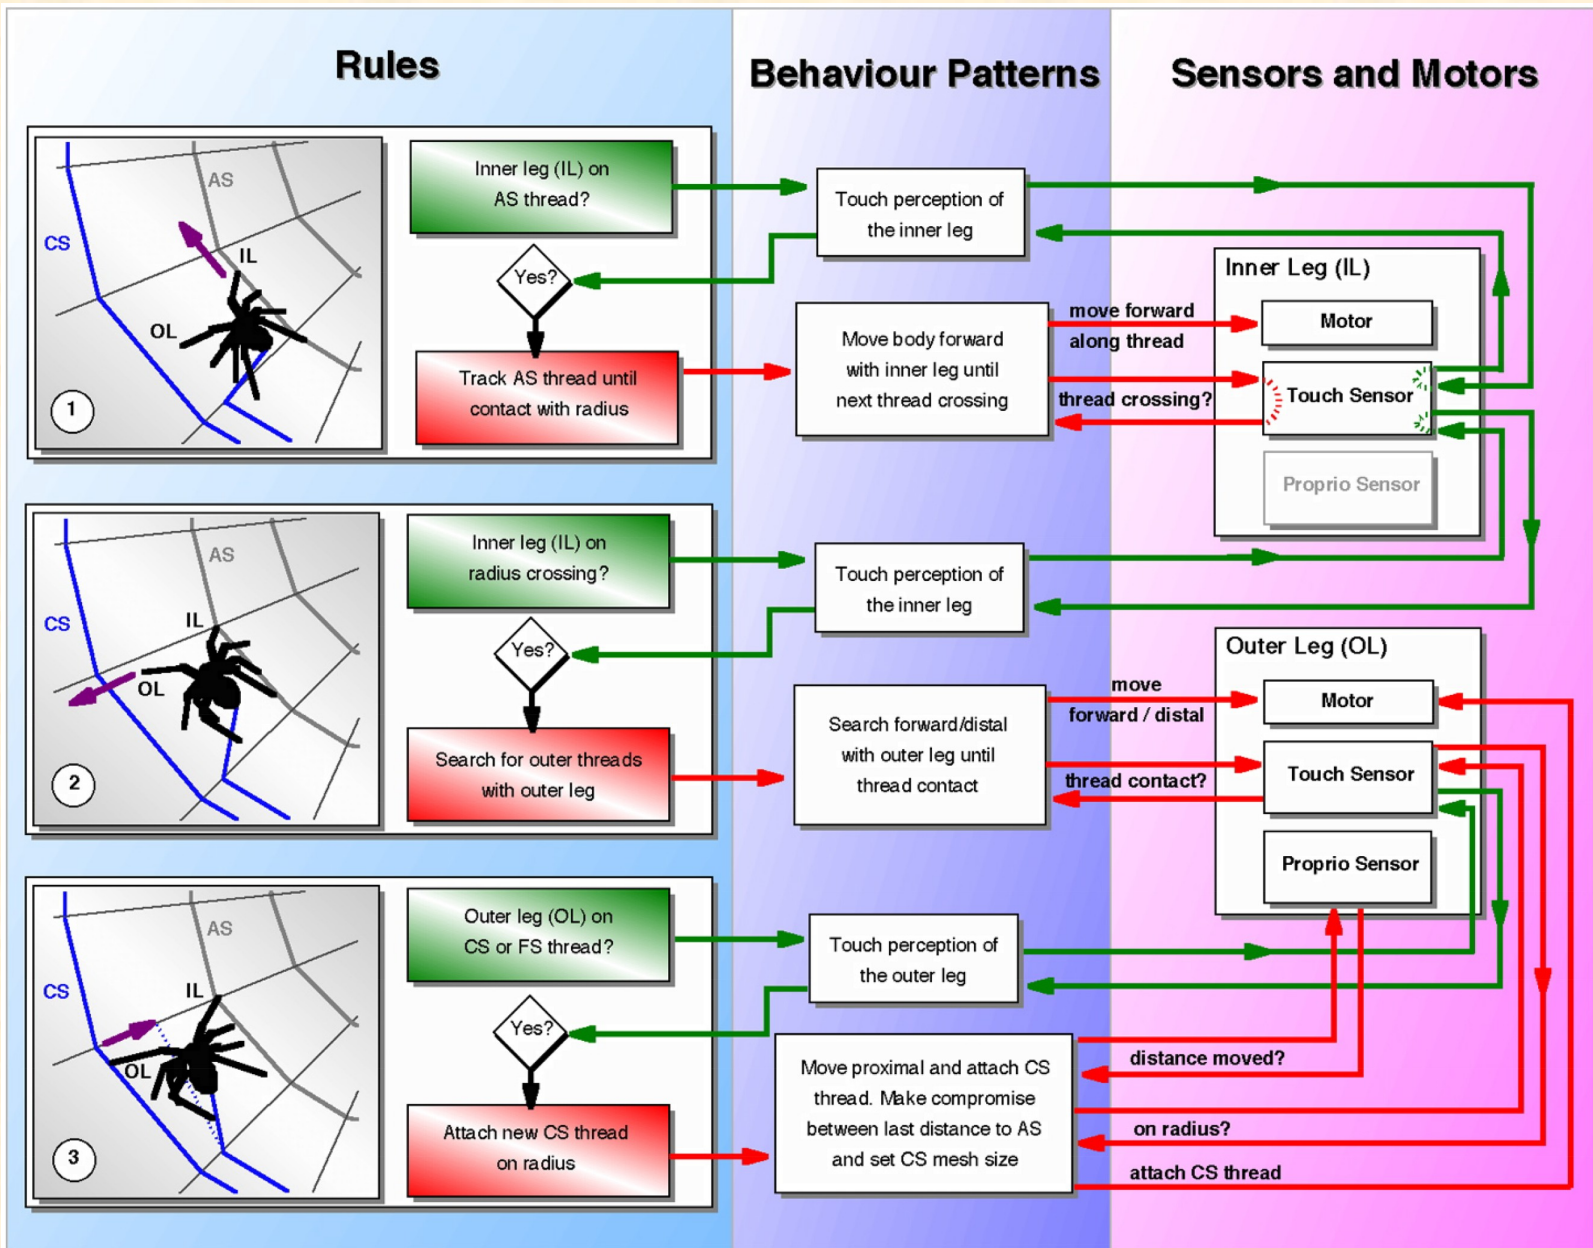 Rules
Behaviour Patterns
Sensors and Motors
AS
CS
IL
OL
1
Inner leg (IL) on
AS thread?
Yes?
Track AS thread until
contact with radius
Touch perception of
the inner leg
Move body forward
with inner leg until
next thread crossing
move forward
along thread
thread crossing?
Inner Leg (IL)
Motor
Touch Sensor
Proprio Sensor
AS
CS
IL
OL
2
Inner leg (IL) on
radius crossing?
Yes?
Search for outer threads
with outer leg
Touch perception of
the inner leg
Search forward/distal
with outer leg until
thread contact
move
forward / distal
thread contact?
Outer Leg (OL)
Motor
Touch Sensor
Proprio Sensor
AS
CS
IL
OL
3
Outer leg (OL) on
CS or FS thread?
Yes?
Attach new CS thread
on radius
Touch perception of
the outer leg
Move proximal and attach CS
thread. Make compromise
between last distance to AS
and set CS mesh size
distance moved?
on radius?
attach CS thread